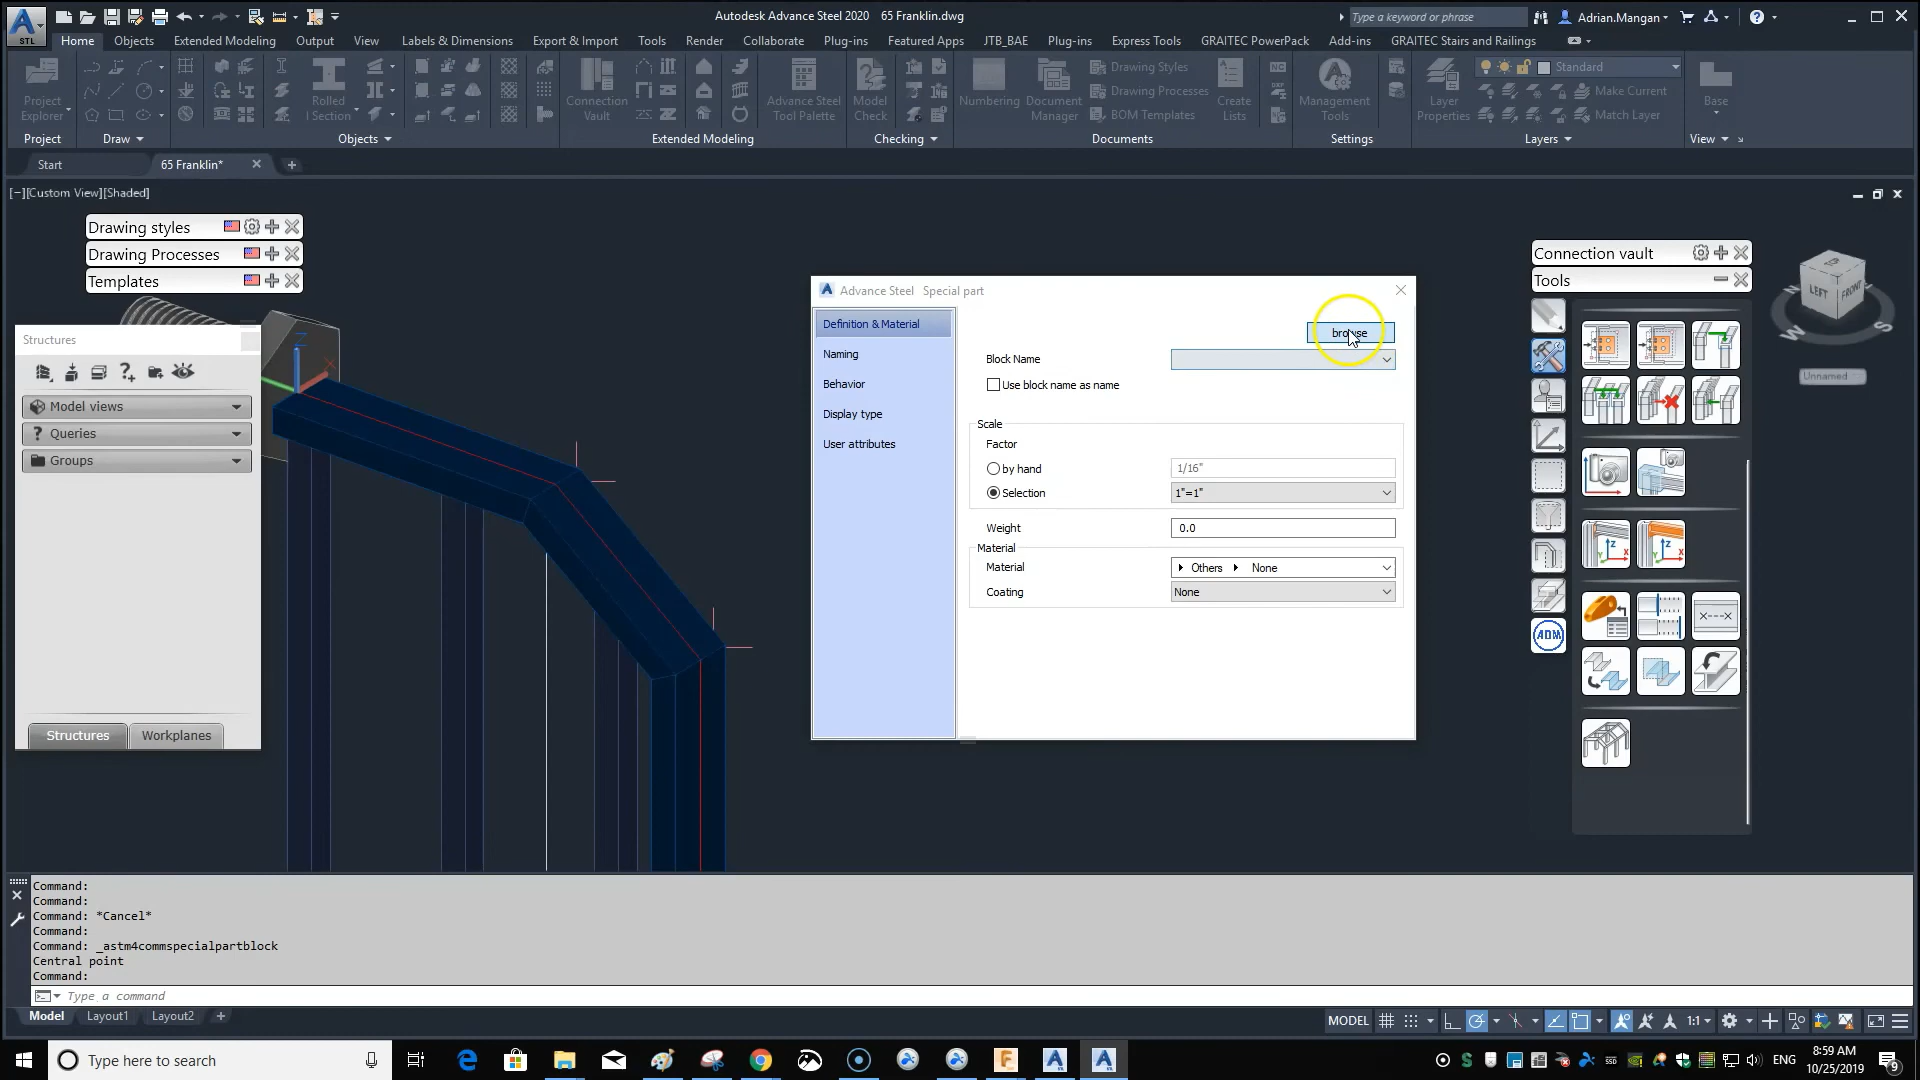 Autodesk Advance Steel 2020 65 Franklin.dwg
Type a keyword or phrase
Adrian.Mangan
STL
Home Objects Extended Modeling Output View Labels & Dimensions Export & Import Tools Render Collaborate Plug-ins Featured Apps JTB_BAE Plug-ins Express Tools GRAITEC PowerPack Add-ins GRAITEC Stairs and Railings
Project
Explorer
Rolled
I Section
Connection
Vault
Advance Steel
Tool Palette
Model
Check
Numbering
Document
Manager
Drawing Styles
Drawing Processes
BOM Templates
Create
Lists
NC
DXF
Management
Tools
Layer
Properties
Standard
Make Current
Match Layer
Base
Project Draw Objects Extended Modeling Checking Documents Settings Layers View
Start 65 Franklin*
[−][Custom View][Shaded]
Drawing styles
Drawing Processes
Templates
Structures
Model views
Queries
Groups
Structures Workplanes
Z
X
Advance Steel Special part
Definition & Material
Naming
Behavior
Display type
User attributes
browse
Block Name
Use block name as name
Scale
Factor
by hand 1/16"
Selection 1"=1"
Weight 0.0
Material
Material Others None
Coating None
Connection vault
Tools
ADM
LEFT FRONT
W S
Unnamed
Command:
Command:
Command: *Cancel*
Command:
Command: _astm4commspecialpartblock
Central point
Command:
Type a command
Model Layout1 Layout2
MODEL 1:1
Type here to search
ENG
8:59 AM
10/25/2019
9